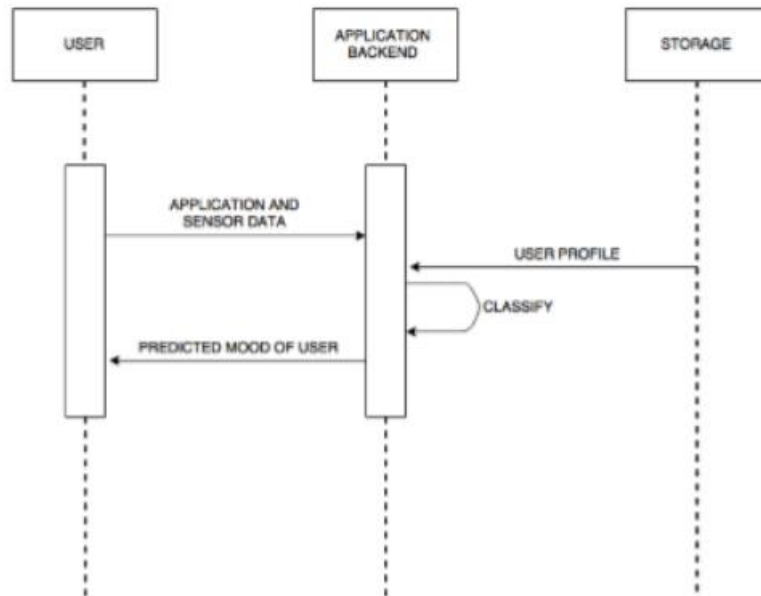 USER
APPLICATION
BACKEND
STORAGE
APPLICATION AND
SENSOR DATA
USER PROFILE
CLASSIFY
PREDICTED MOOD OF USER